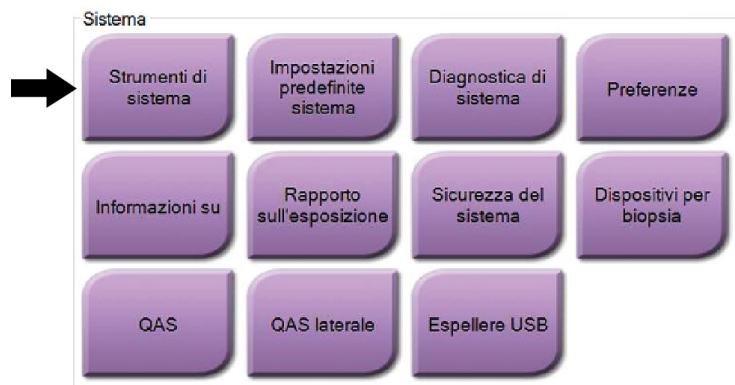 Sistema
Strumenti di
sistema
Impostazioni
predefinite
sistema
Diagnostica di
sistema
Preferenze
Informazioni su
Rapporto
sull'esposizione
Sicurezza del
sistema
Dispositivi per
biopsia
QAS
QAS laterale
Espellere USB